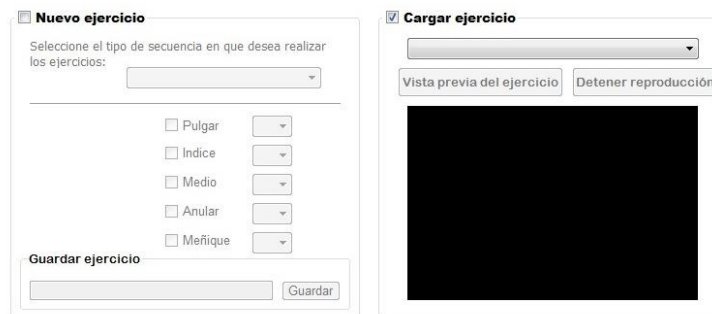 Nuevo ejercicio
Seleccione el tipo de secuencia en que desea realizar
los ejercicios:
Pulgar
Indice
Medio
Anular
Meñique
Guardar ejercicio
Guardar
Cargar ejercicio
Vista previa del ejercicio
Detener reproducción